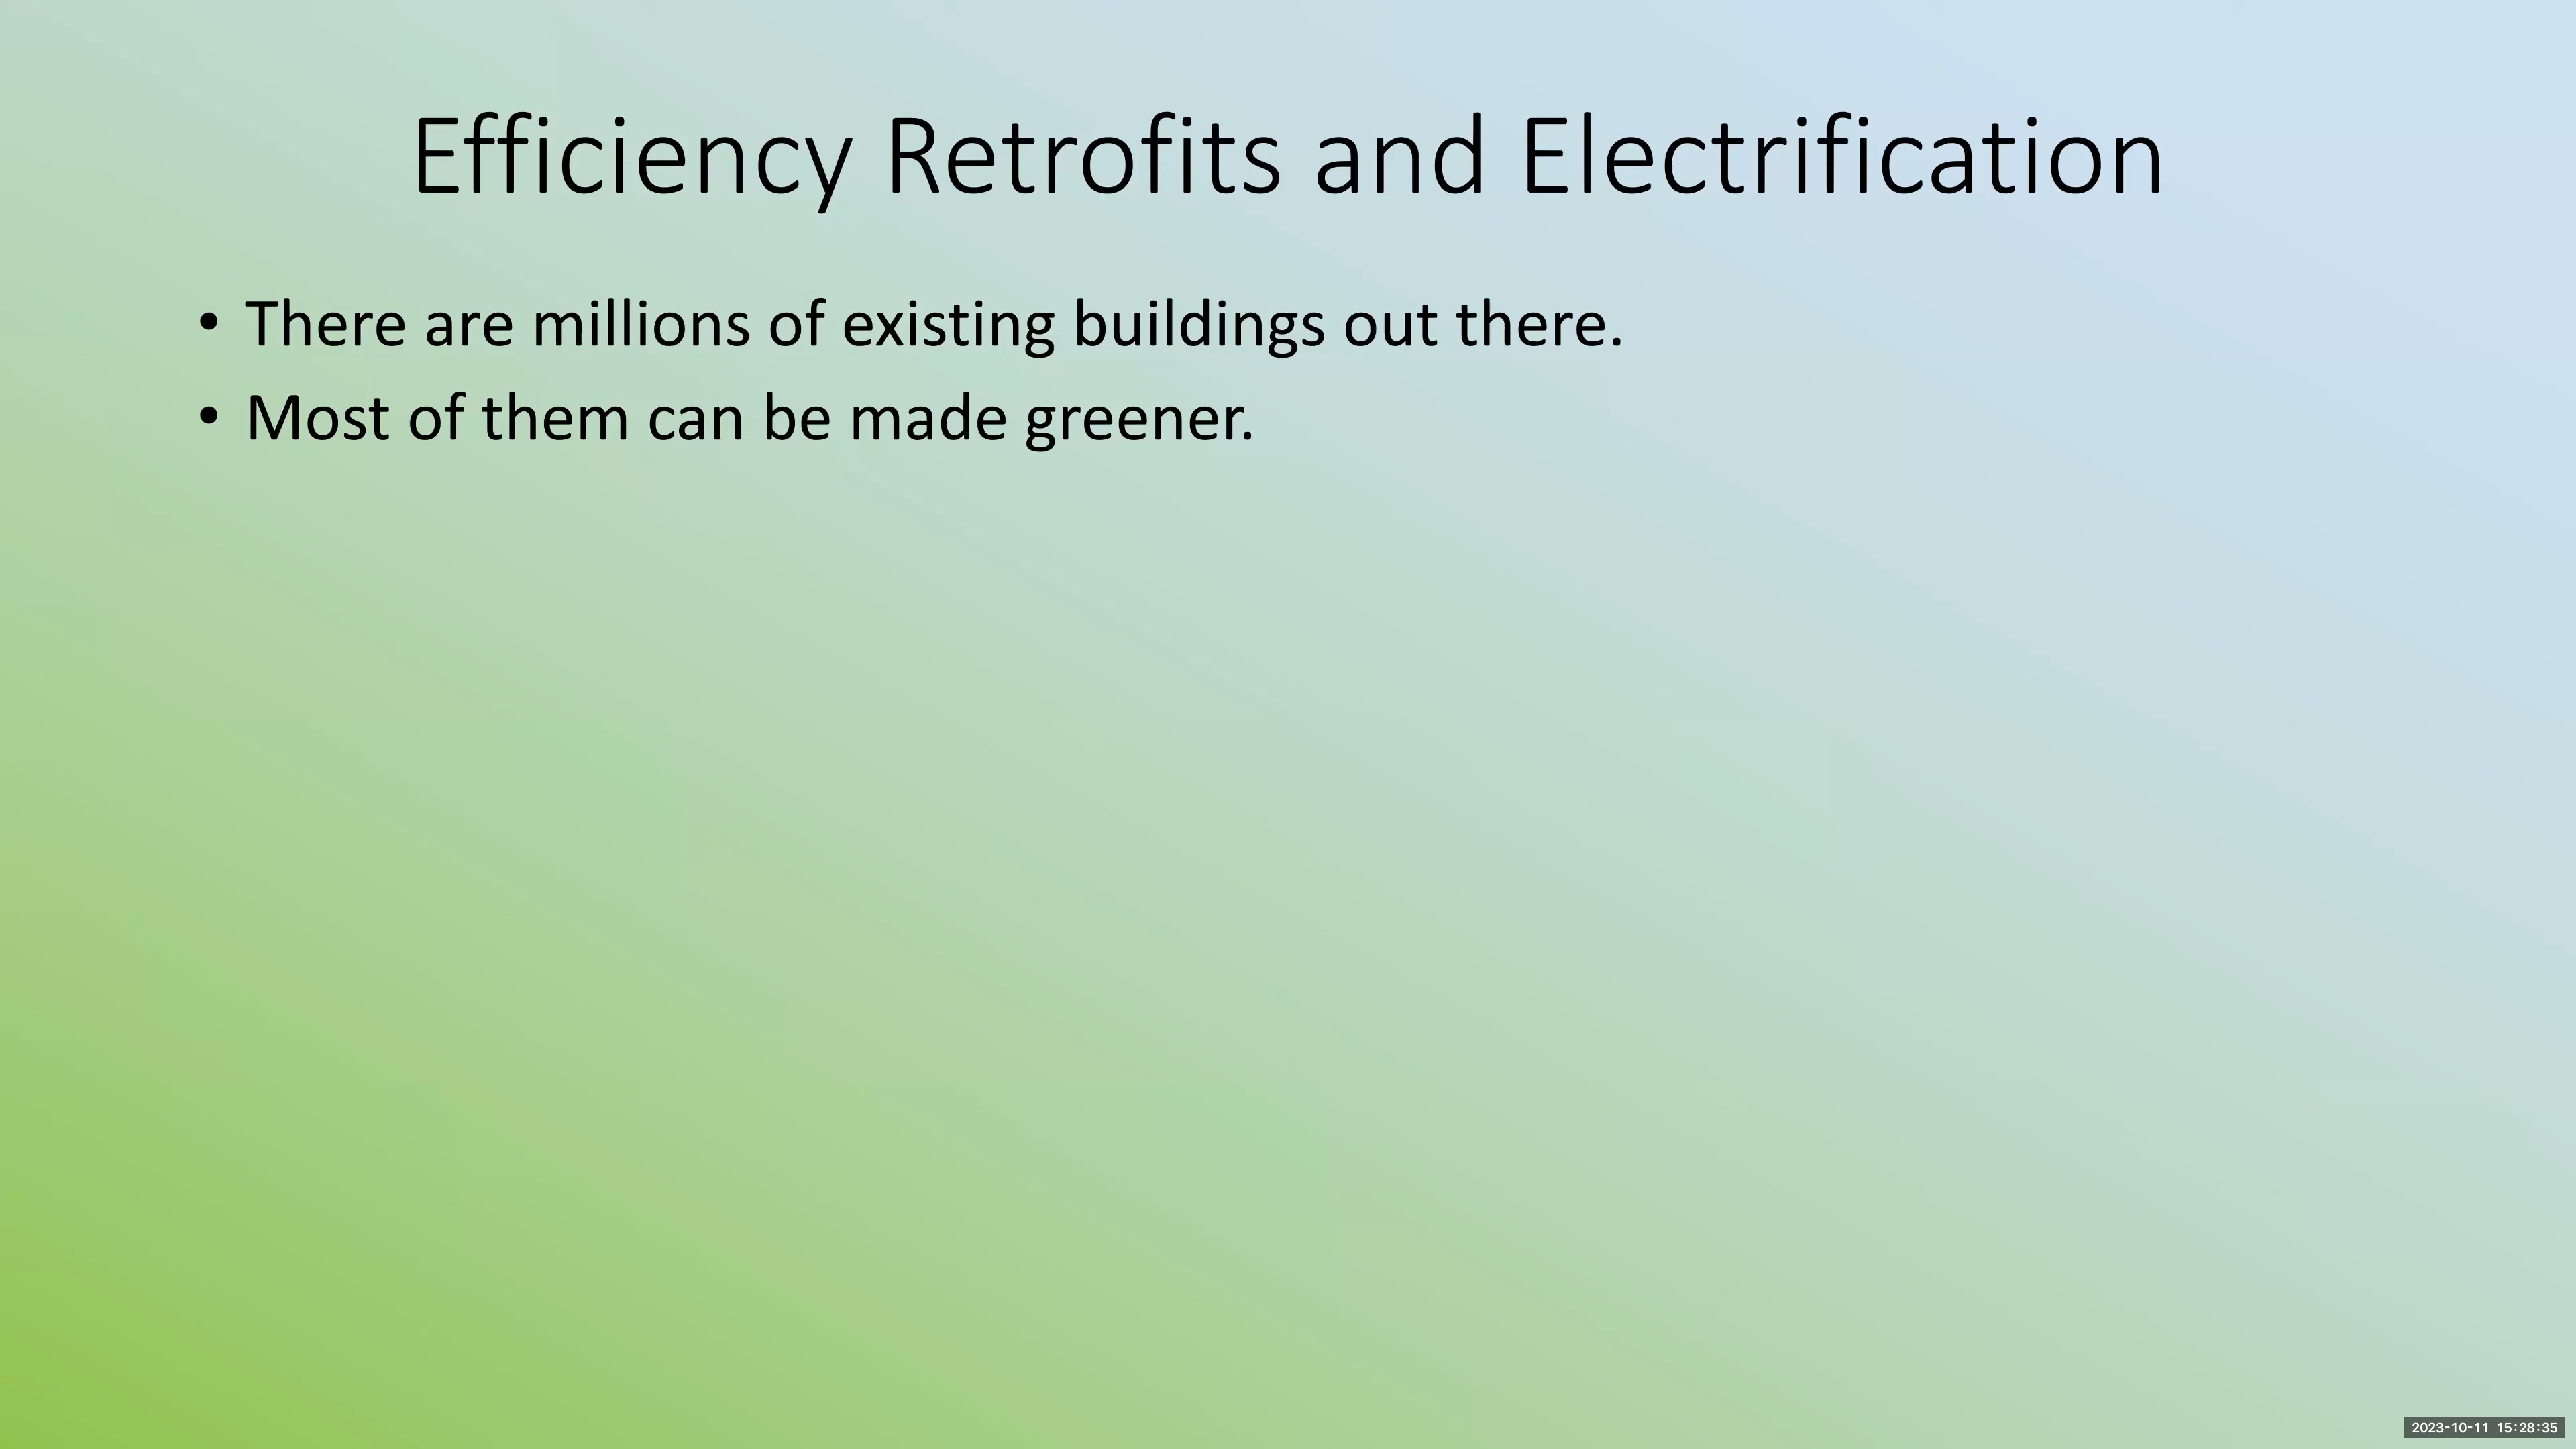 Efficiency Retrofits and Electrification
• There are millions of existing buildings out there.
• Most of them can be made greener.
2023-10-11 15:28:35